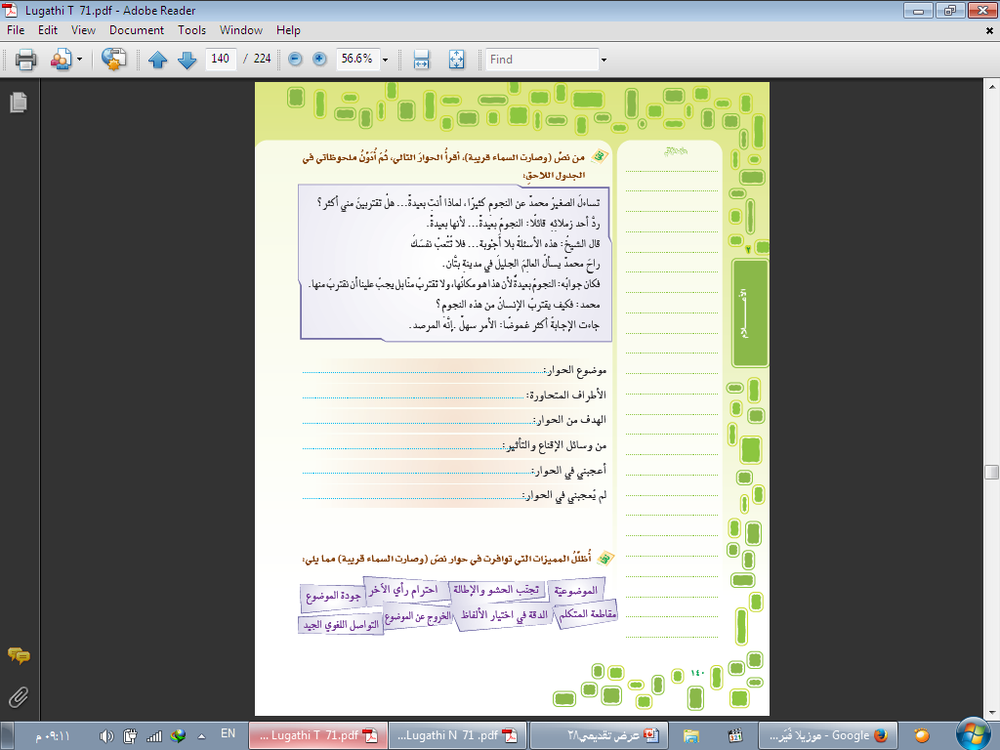 Lugathi T 71.pdf - Adobe Reader
File Edit View Document Tools Window Help
140 / 224 56.6% Find
من نصّ (وصارت السماء قريبة)، أقرأُ الحوارَ التالي، ثُمّ أُدَوِّنُ ملحوظاتي في
الجدول اللاحق:
تساءلَ الصغيرُ محمدٌ عن النجوم كثيرًا، لماذا أنتِ بعيدةٌ... هلْ تقتربينَ مني أكثر؟
ردَّ أحد زملائِهِ قائلًا: النجومُ بعيدةٌ... لأنها بعيدةٌ.
قال الشيخُ: هذه الأسئلةُ بلا أجْوِبة... فلا تُتْعِبْ نفسَكَ
راحَ محمدٌ يسألُ العالِمَ الجليلَ في مدينةِ بتَّان.
فكان جوابُه: النجومُ بعيدةٌ لأن هذا هو مكانُها، ولا تقتربُ منّا بل يجبُ علينا أن نقتربَ منها.
محمد: فكيف يقتربُ الإنسانُ من هذه النجوم؟
جاءت الإجابةُ أكثر غموضًا: الأمر سهلٌ .إنَّه المرصد.
موضوع الحوار:
الأطراف المتحاورة:
الهدف من الحوار:
من وسائل الإقناع والتأثير:
أعجبني في الحوار:
لم يُعجبني في الحوار:
أُظَلِّلُ المميزات التي توافرت في حوار نصّ (وصارت السماء قريبة) مما يلي:
الموضوعيّة تجنّب الحشو والإطالة احترام رأي الآخر جودة الموضوع
مقاطعة المتكلم الدقة في اختيار الألفاظ الخروج عن الموضوع التواصل اللغوي الجيد
١٤٠
٢
الأعـــــلام
٠٩:١١ م EN Lugathi T 71.pdf ... Lugathi N 71 .pdf... عرض تقديمي٢٨ Google - موزيلا فَيَرْ...